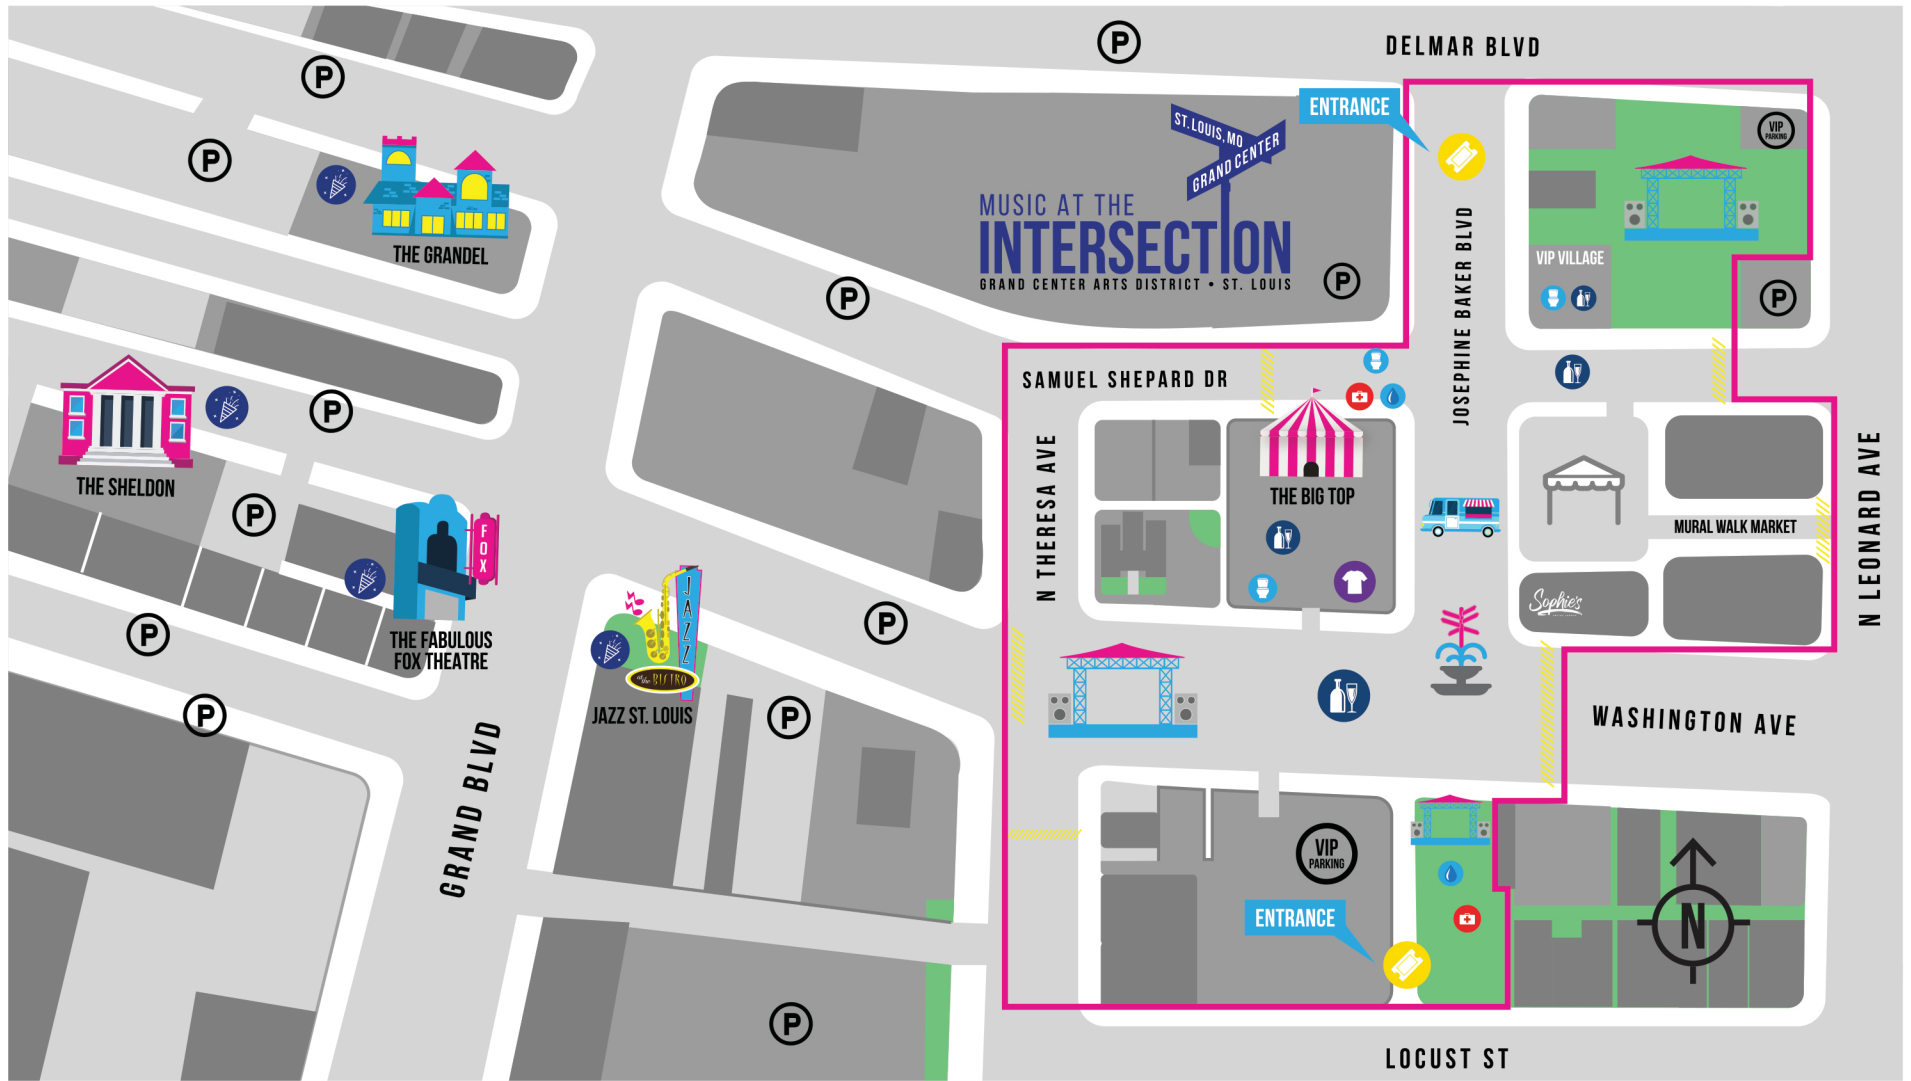 DELMAR BLVD
P
P
P
ENTRANCE
ST. LOUIS, MO
GRAND CENTER
MUSIC AT THE
INTERSECTION
GRAND CENTER ARTS DISTRICT • ST. LOUIS
P
P
VIP
PARKING
VIP VILLAGE
P
JOSEPHINE BAKER BLVD
THE GRANDEL
SAMUEL SHEPARD DR
THE SHELDON
P
P
P
FOX
THE FABULOUS
FOX THEATRE
P
JAZZ
at the BISTRO
JAZZ ST. LOUIS
P
P
GRAND BLVD
P
N THERESA AVE
THE BIG TOP
MURAL WALK MARKET
Sophie's
N LEONARD AVE
WASHINGTON AVE
VIP
PARKING
ENTRANCE
N
LOCUST ST